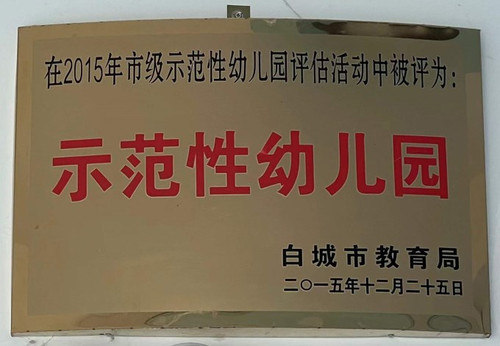 在2015年市级示范性幼儿园评估活动中被评为：
示范性幼儿园
白城市教育局
二〇一五年十二月二十五日